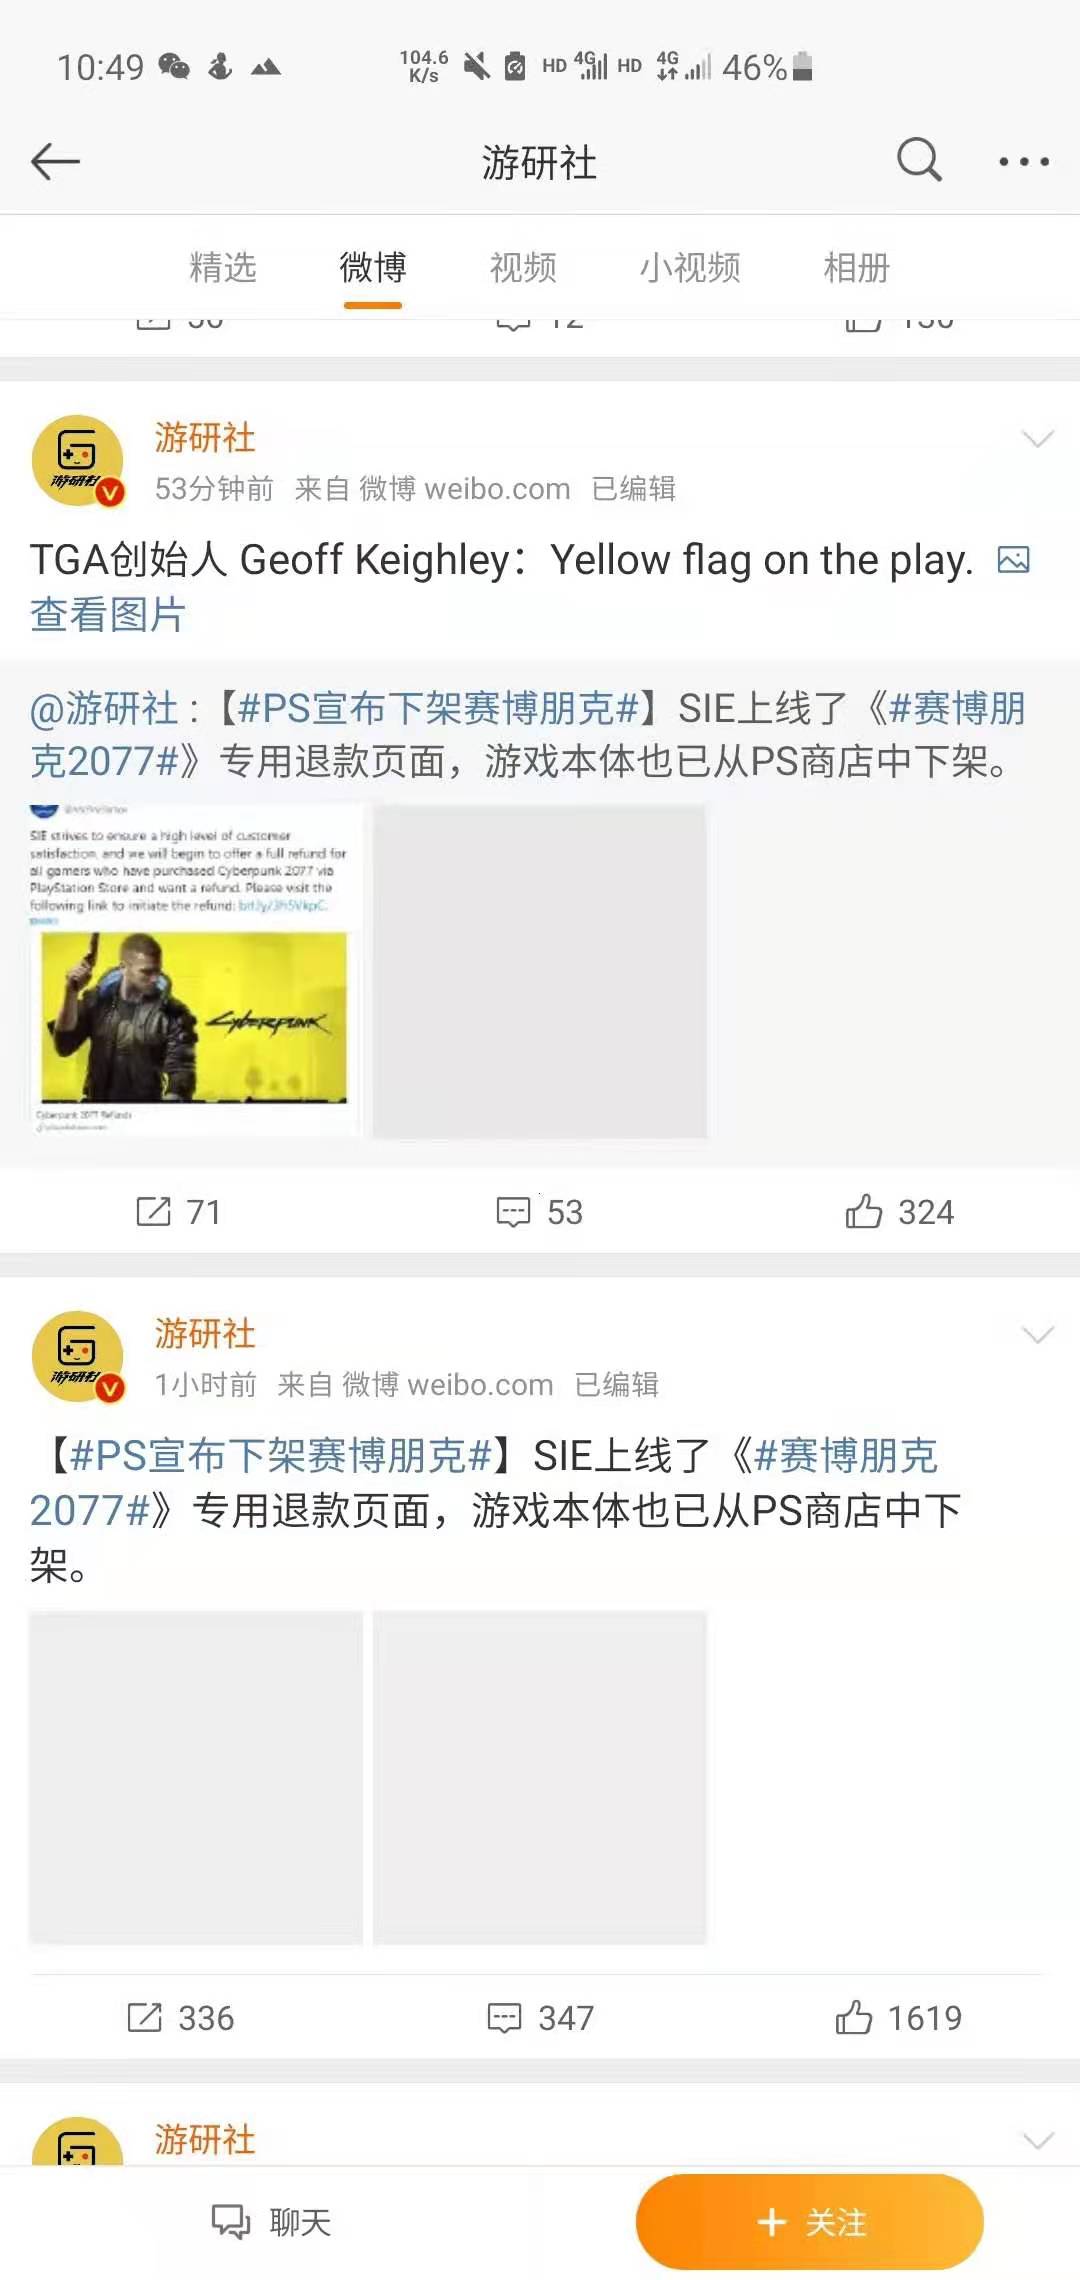 10:49
104.6
K/s
HD 4G HD 4G 46%
游研社
精选 微博 视频 小视频 相册
游研社
53分钟前 来自 微博 weibo.com 已编辑
TGA创始人 Geoff Keighley：Yellow flag on the play.
查看图片
@游研社 :【#PS宣布下架赛博朋克#】SIE上线了《#赛博朋
克2077#》专用退款页面，游戏本体也已从PS商店中下架。
SIE strives to ensure a high level of customer
satisfaction, and we will begin to offer a full refund for
all gamers who have purchased Cyberpunk 2077 via
PlayStation Store and want a refund. Please visit the
following link to initiate the refund: bit.ly/3h5VkpC.
CYBERPUNK
Cyberpunk 2077 Refunds
71 53 324
游研社
1小时前 来自 微博 weibo.com 已编辑
【#PS宣布下架赛博朋克#】SIE上线了《#赛博朋克
2077#》专用退款页面，游戏本体也已从PS商店中下
架。
336 347 1619
游研社
聊天 关注